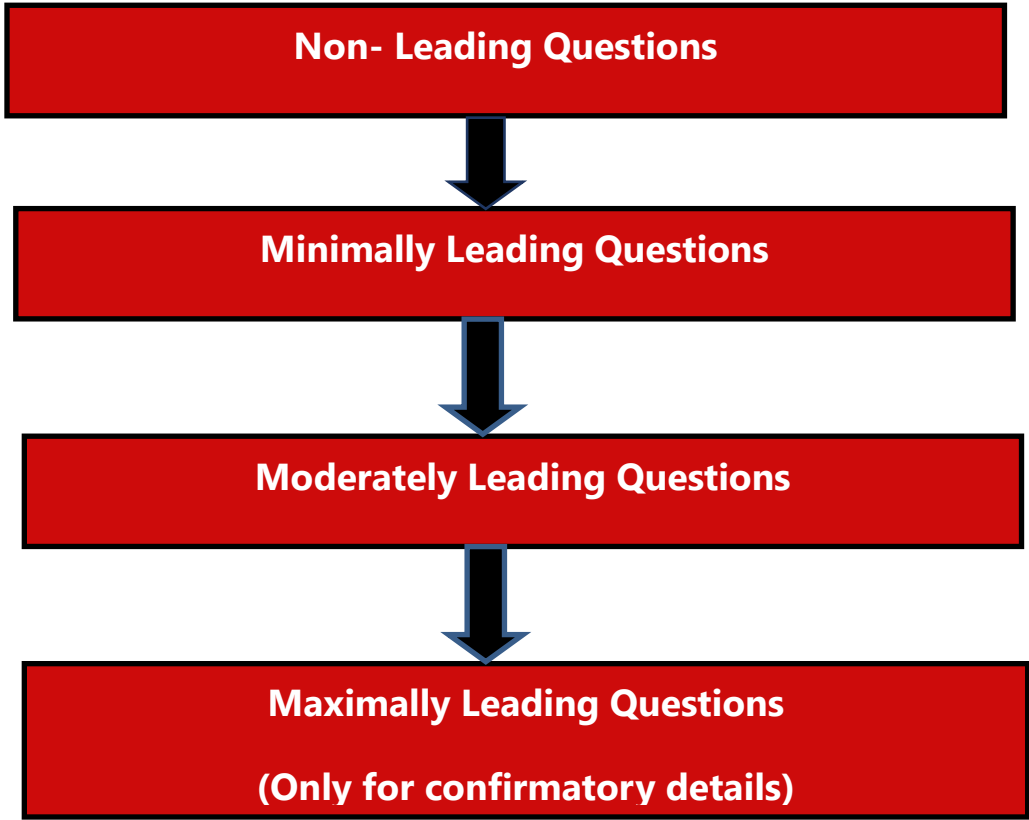 Non- Leading Questions
Minimally Leading Questions
Moderately Leading Questions
Maximally Leading Questions
(Only for confirmatory details)